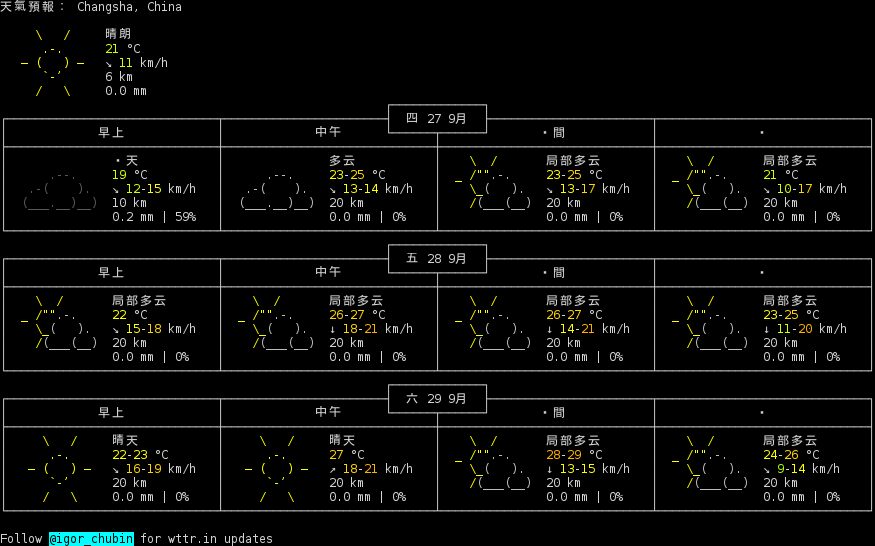 天氣預報： Changsha, China
晴朗
21 °C
↘ 11 km/h
6 km
0.0 mm
四 27 9月
早上 中午 ・間 ・
・天 多云 局部多云 局部多云
19 °C 23-25 °C 23-25 °C 21 °C
↘ 12-15 km/h ↘ 13-14 km/h ↘ 13-17 km/h ↘ 10-17 km/h
10 km 20 km 20 km 20 km
0.2 mm | 59% 0.0 mm | 0% 0.0 mm | 0% 0.0 mm | 0%
五 28 9月
早上 中午 ・間 ・
局部多云 局部多云 局部多云 局部多云
22 °C 26-27 °C 26-27 °C 23-25 °C
↘ 15-18 km/h ↓ 18-21 km/h ↓ 14-21 km/h ↓ 11-20 km/h
20 km 20 km 20 km 20 km
0.0 mm | 0% 0.0 mm | 0% 0.0 mm | 0% 0.0 mm | 0%
六 29 9月
早上 中午 ・間 ・
晴天 晴天 局部多云 局部多云
22-23 °C 27 °C 28-29 °C 24-26 °C
↘ 16-19 km/h ↗ 18-21 km/h ↓ 13-15 km/h ↘ 9-14 km/h
20 km 20 km 20 km 20 km
0.0 mm | 0% 0.0 mm | 0% 0.0 mm | 0% 0.0 mm | 0%
Follow @igor_chubin for wttr.in updates